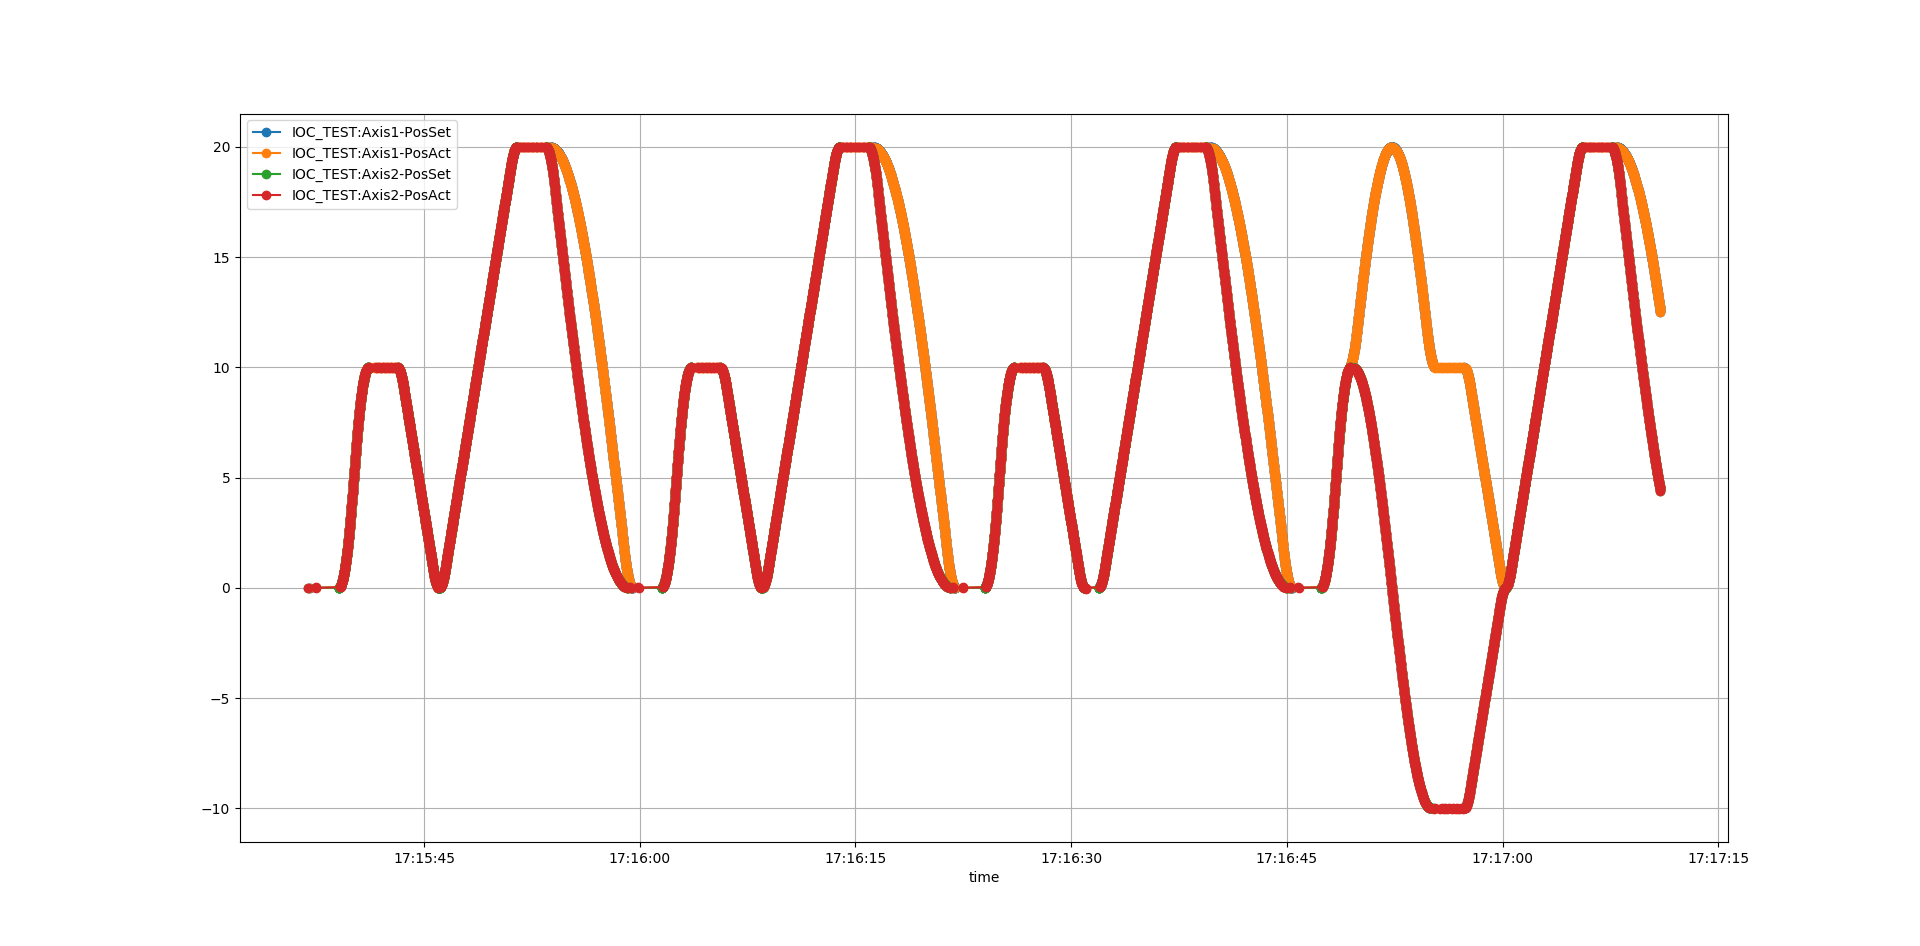 IOC_TEST:Axis1-PosSet
IOC_TEST:Axis1-PosAct
IOC_TEST:Axis2-PosSet
IOC_TEST:Axis2-PosAct
20
15
10
5
0
−5
−10
17:15:45 17:16:00 17:16:15 17:16:30 17:16:45 17:17:00 17:17:15
time